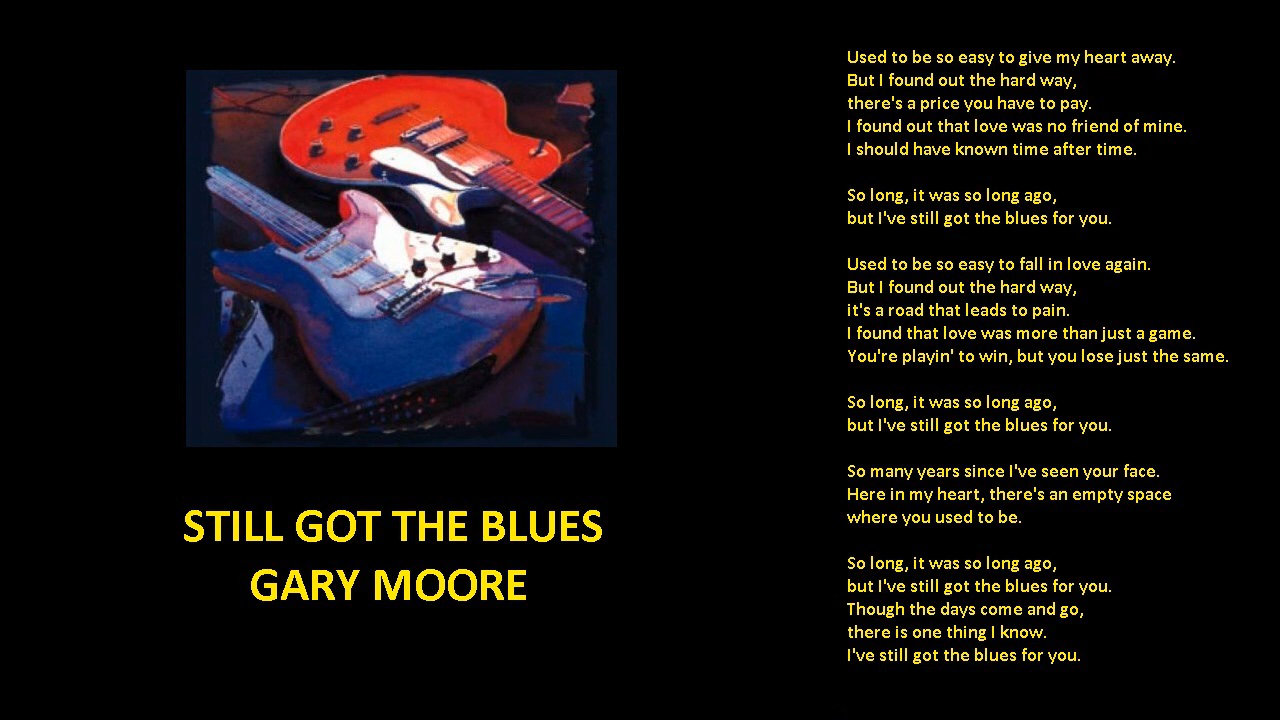 STILL GOT THE BLUES
GARY MOORE
Used to be so easy to give my heart away.
But I found out the hard way,
there's a price you have to pay.
I found out that love was no friend of mine.
I should have known time after time.
So long, it was so long ago,
but I've still got the blues for you.
Used to be so easy to fall in love again.
But I found out the hard way,
it's a road that leads to pain.
I found that love was more than just a game.
You're playin' to win, but you lose just the same.
So long, it was so long ago,
but I've still got the blues for you.
So many years since I've seen your face.
Here in my heart, there's an empty space
where you used to be.
So long, it was so long ago,
but I've still got the blues for you.
Though the days come and go,
there is one thing I know.
I've still got the blues for you.